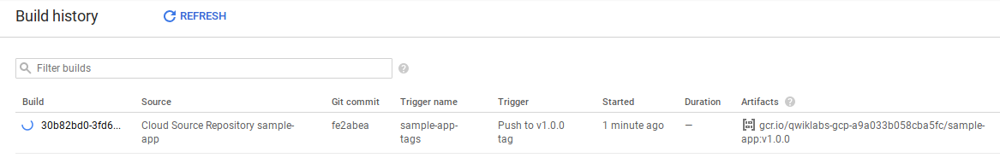 Build history
REFRESH
Filter builds
Build Source Git commit Trigger name Trigger Started Duration Artifacts
30b82bd0-3fd6... Cloud Source Repository sample- fe2abea sample-app- Push to v1.0.0 1 minute ago — gcr.io/qwiklabs-gcp-a9a033b058cba5fc/sample-
app tags tag app:v1.0.0